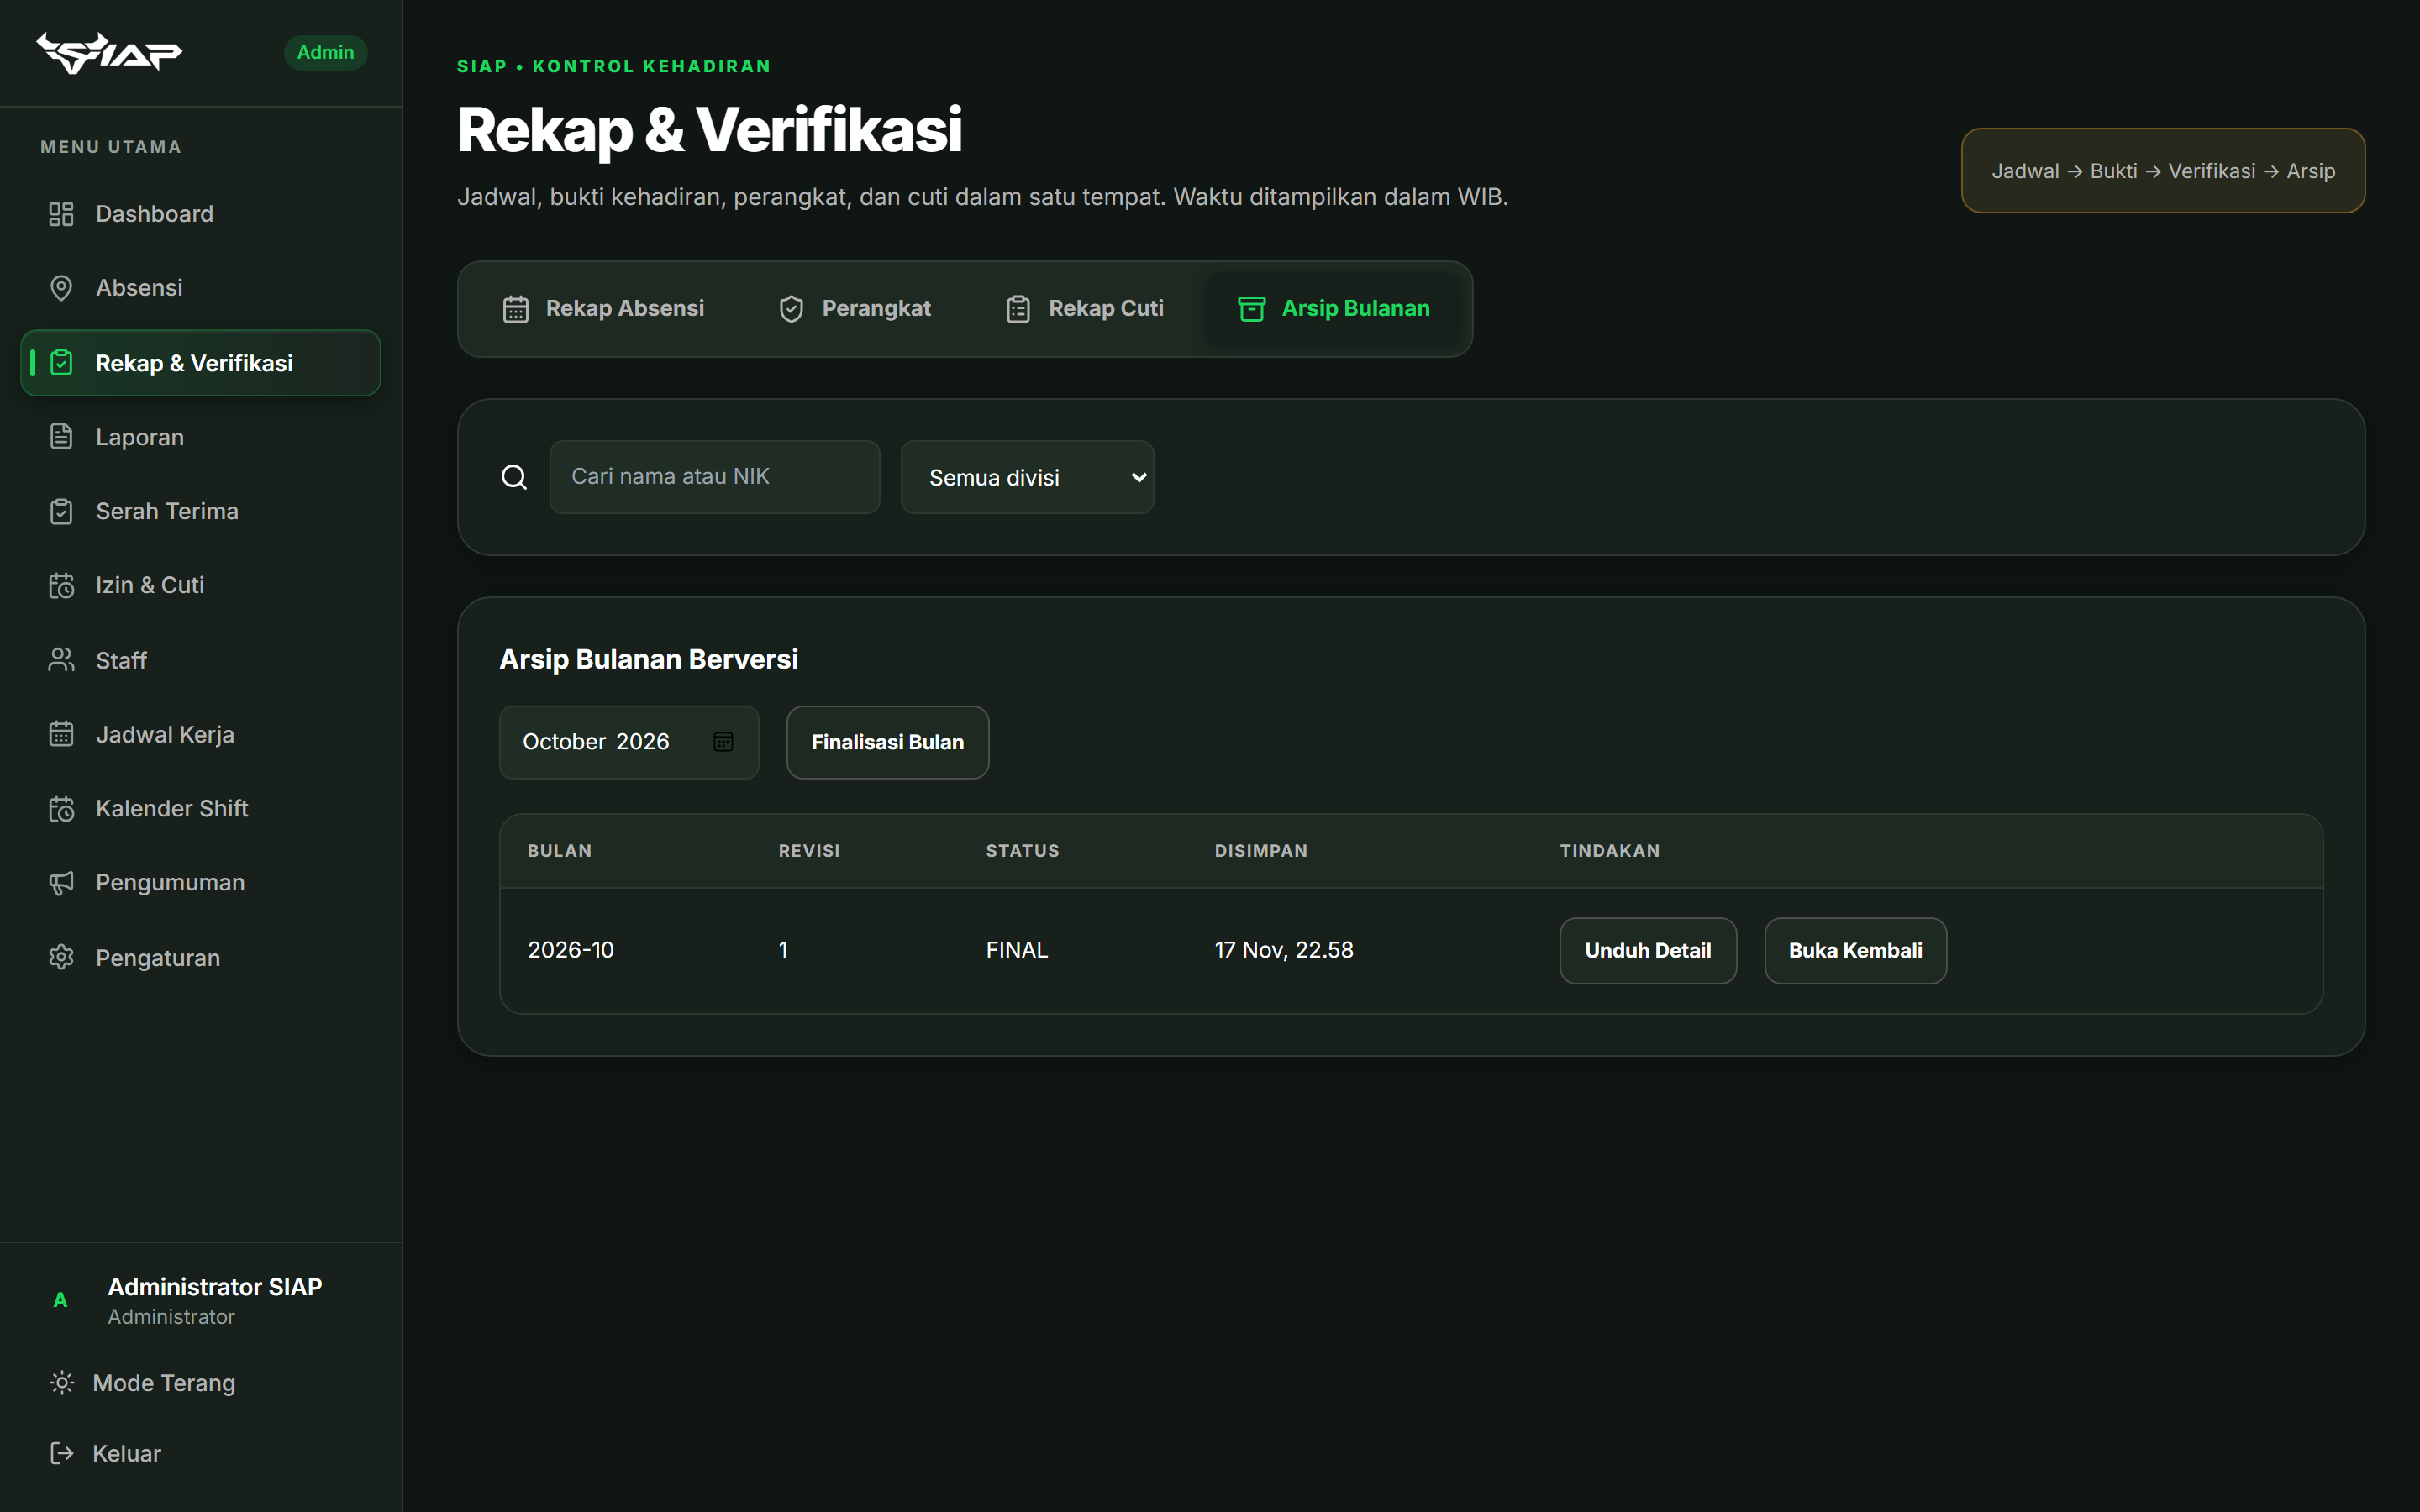 SIAP
Admin
MENU UTAMA
Dashboard
Absensi
Rekap & Verifikasi
Laporan
Serah Terima
Izin & Cuti
Staff
Jadwal Kerja
Kalender Shift
Pengumuman
Pengaturan
A
Administrator SIAP
Administrator
Mode Terang
Keluar
SIAP • KONTROL KEHADIRAN
Rekap & Verifikasi
Jadwal, bukti kehadiran, perangkat, dan cuti dalam satu tempat. Waktu ditampilkan dalam WIB.
Jadwal → Bukti → Verifikasi → Arsip
Rekap Absensi Perangkat Rekap Cuti Arsip Bulanan
Cari nama atau NIK Semua divisi
Arsip Bulanan Berversi
October 2026 Finalisasi Bulan
BULAN REVISI STATUS DISIMPAN TINDAKAN
2026-10 1 FINAL 17 Nov, 22.58 Unduh Detail Buka Kembali